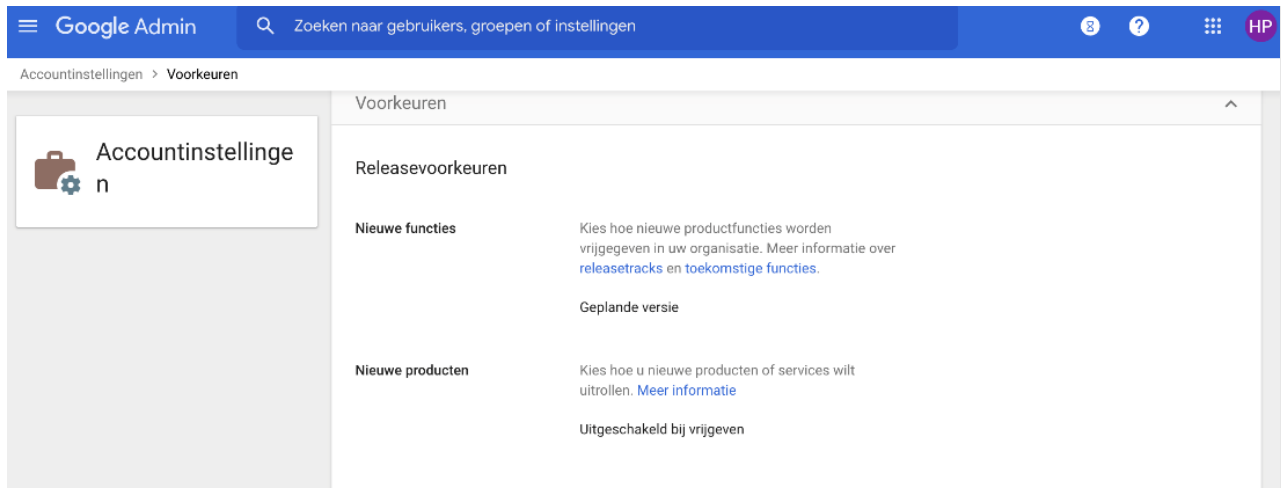 Google Admin
Zoeken naar gebruikers, groepen of instellingen
8
?
HP
Accountinstellingen > Voorkeuren
Voorkeuren
Accountinstellinge
n
Releasevoorkeuren
Nieuwe functies
Kies hoe nieuwe productfuncties worden
vrijgegeven in uw organisatie. Meer informatie over
releasetracks en toekomstige functies.
Geplande versie
Nieuwe producten
Kies hoe u nieuwe producten of services wilt
uitrollen. Meer informatie
Uitgeschakeld bij vrijgeven